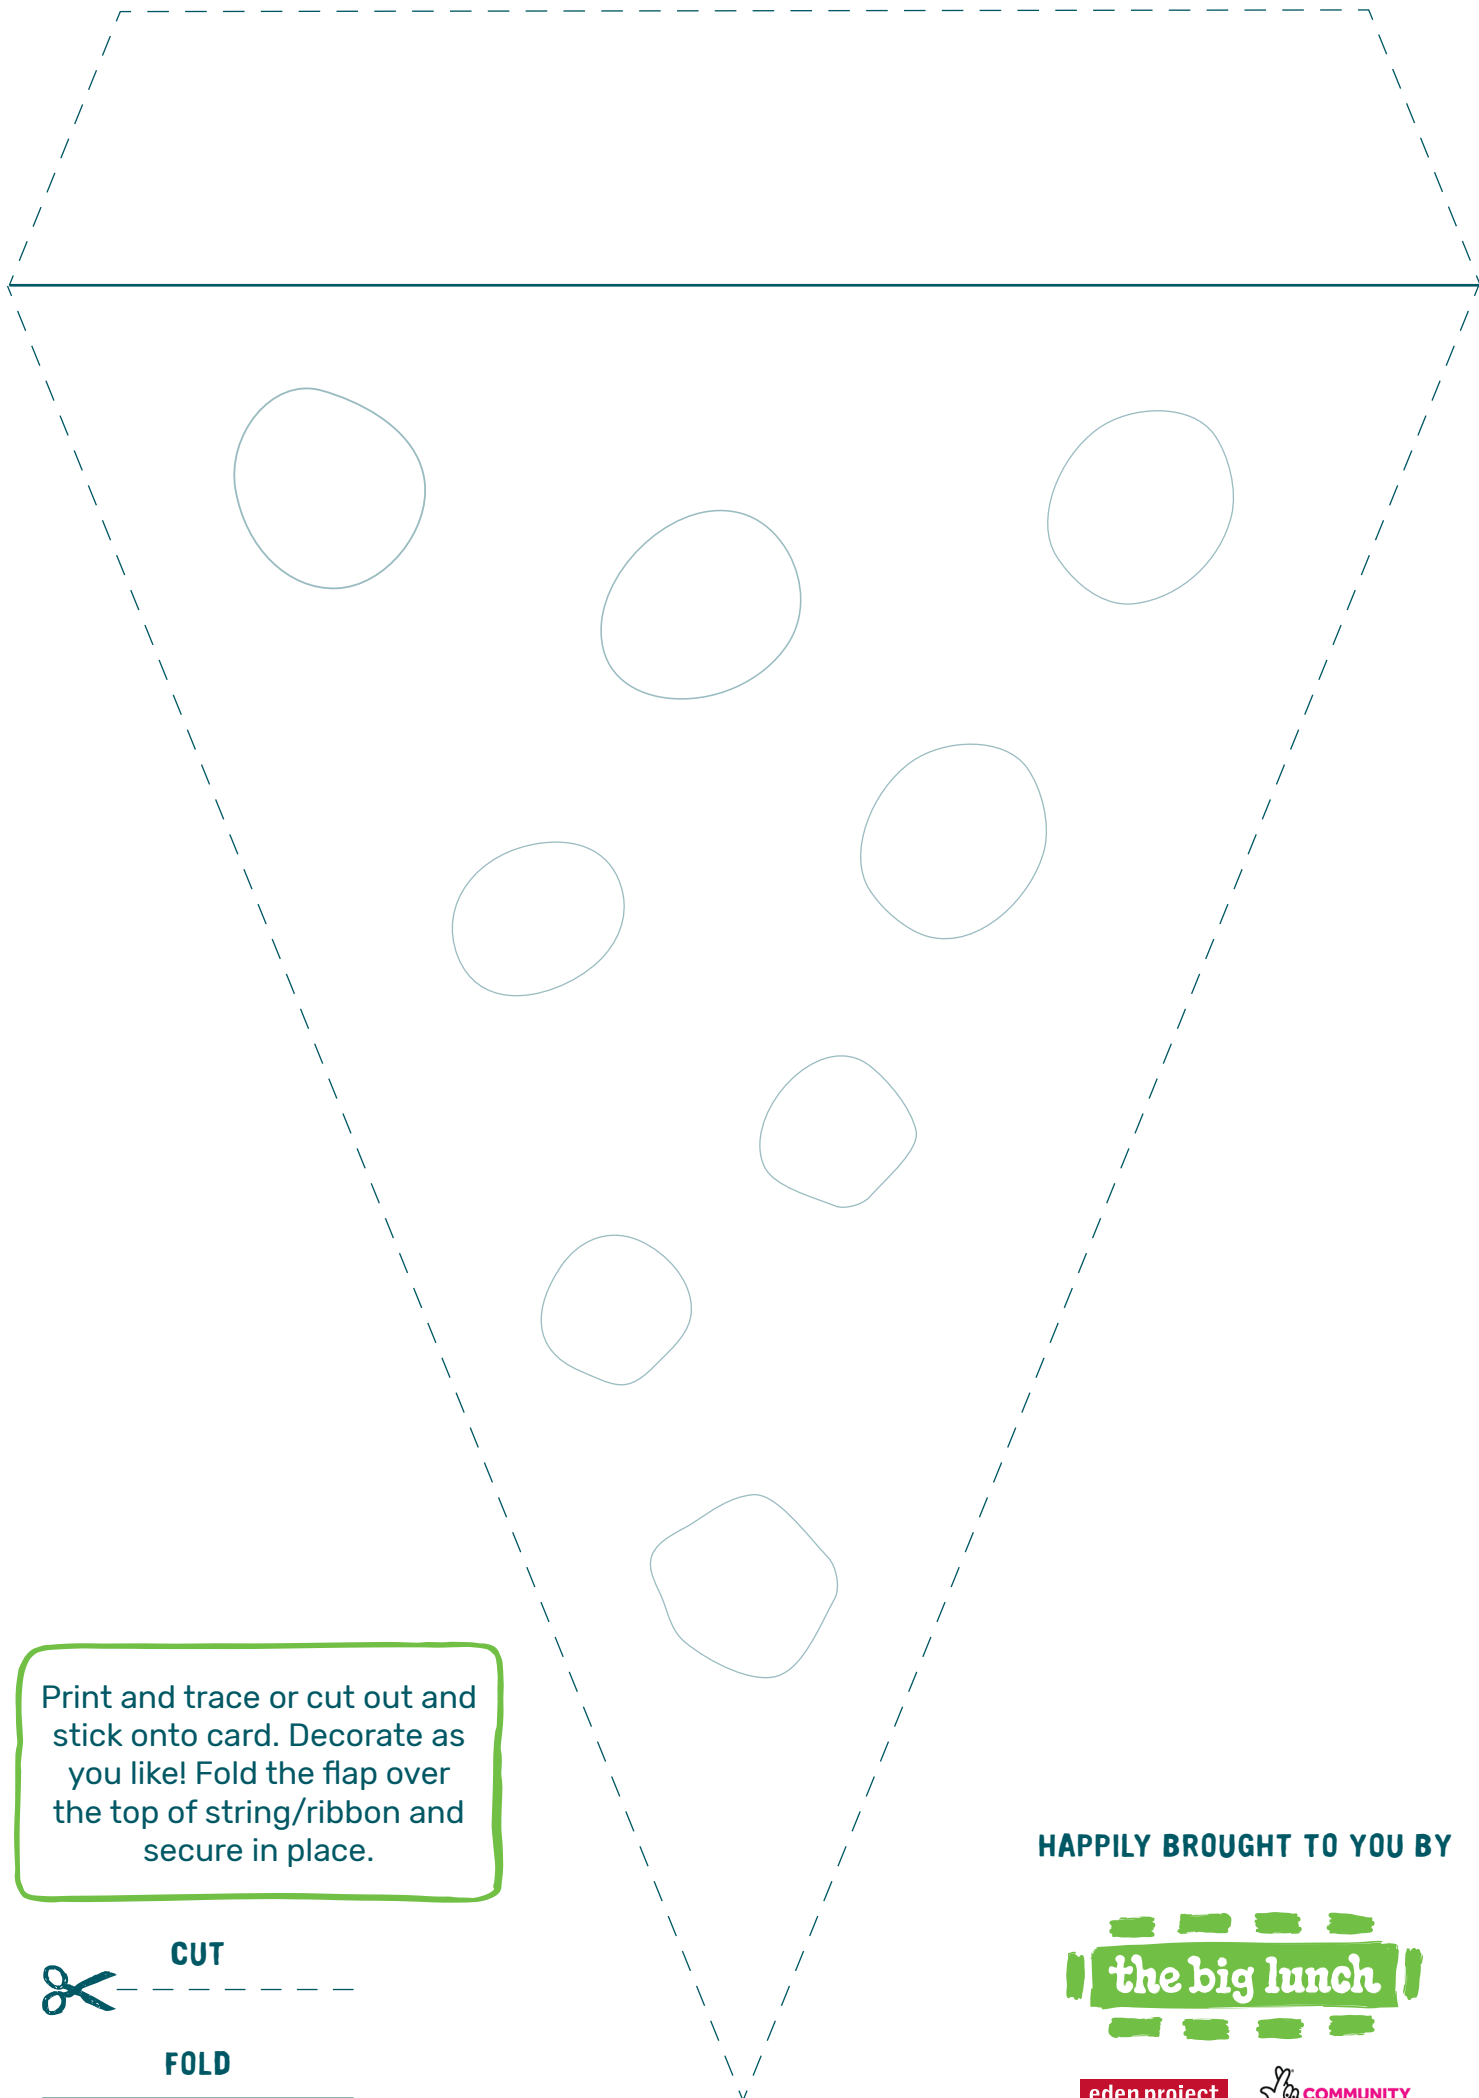 Print and trace or cut out and
stick onto card. Decorate as
you like! Fold the flap over
the top of string/ribbon and
secure in place.
CUT
FOLD
HAPPILY BROUGHT TO YOU BY
the big lunch
eden project
COMMUNITY